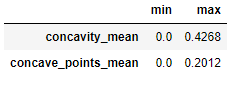 min max
concavity_mean 0.0 0.4268
concave_points_mean 0.0 0.2012